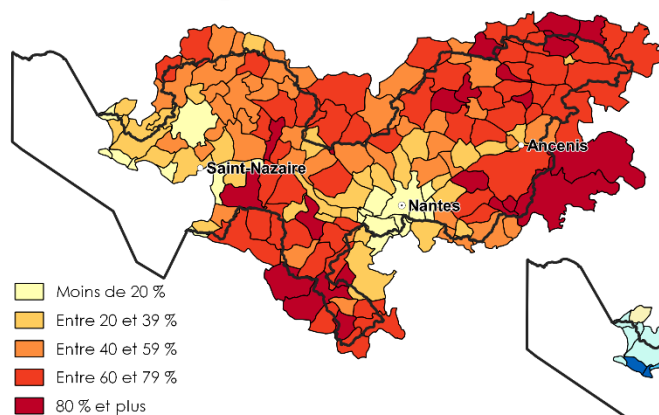 Ancenis
Saint-Nazaire
Nantes
Moins de 20 %
Entre 20 et 39 %
Entre 40 et 59 %
Entre 60 et 79 %
80 % et plus